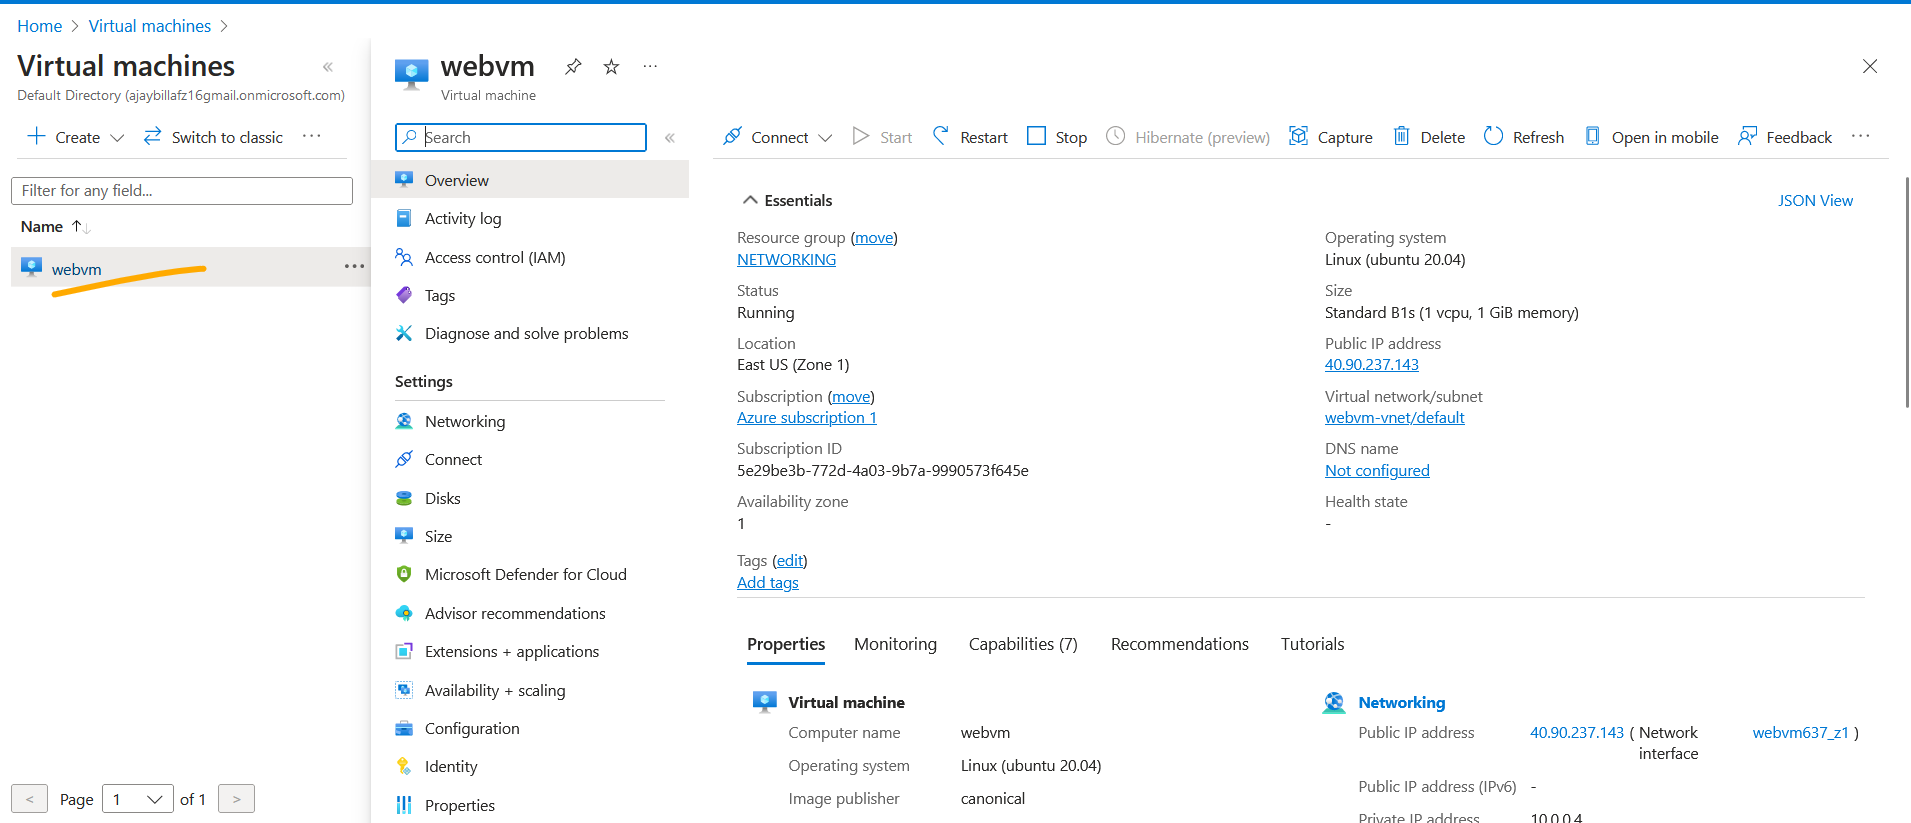 Home > Virtual machines >
Virtual machines «
Default Directory (ajaybillafz16gmail.onmicrosoft.com)
+ Create Switch to classic ...
Filter for any field...
Name ↑↓
webvm ...
< Page 1 of 1 >
webvm ...
Virtual machine
Search «
Overview
Activity log
Access control (IAM)
Tags
Diagnose and solve problems
Settings
Networking
Connect
Disks
Size
Microsoft Defender for Cloud
Advisor recommendations
Extensions + applications
Availability + scaling
Configuration
Identity
Properties
Connect Start Restart Stop Hibernate (preview) Capture Delete Refresh Open in mobile Feedback ...
Essentials
JSON View
Resource group (move)
NETWORKING
Status
Running
Location
East US (Zone 1)
Subscription (move)
Azure subscription 1
Subscription ID
5e29be3b-772d-4a03-9b7a-9990573f645e
Availability zone
1
Tags (edit)
Add tags
Operating system
Linux (ubuntu 20.04)
Size
Standard B1s (1 vcpu, 1 GiB memory)
Public IP address
40.90.237.143
Virtual network/subnet
webvm-vnet/default
DNS name
Not configured
Health state
-
Properties Monitoring Capabilities (7) Recommendations Tutorials
Virtual machine
Computer name webvm
Operating system Linux (ubuntu 20.04)
Image publisher canonical
Networking
Public IP address 40.90.237.143 ( Network interface webvm637_z1 )
Public IP address (IPv6) -
Private IP address 10.0.0.4